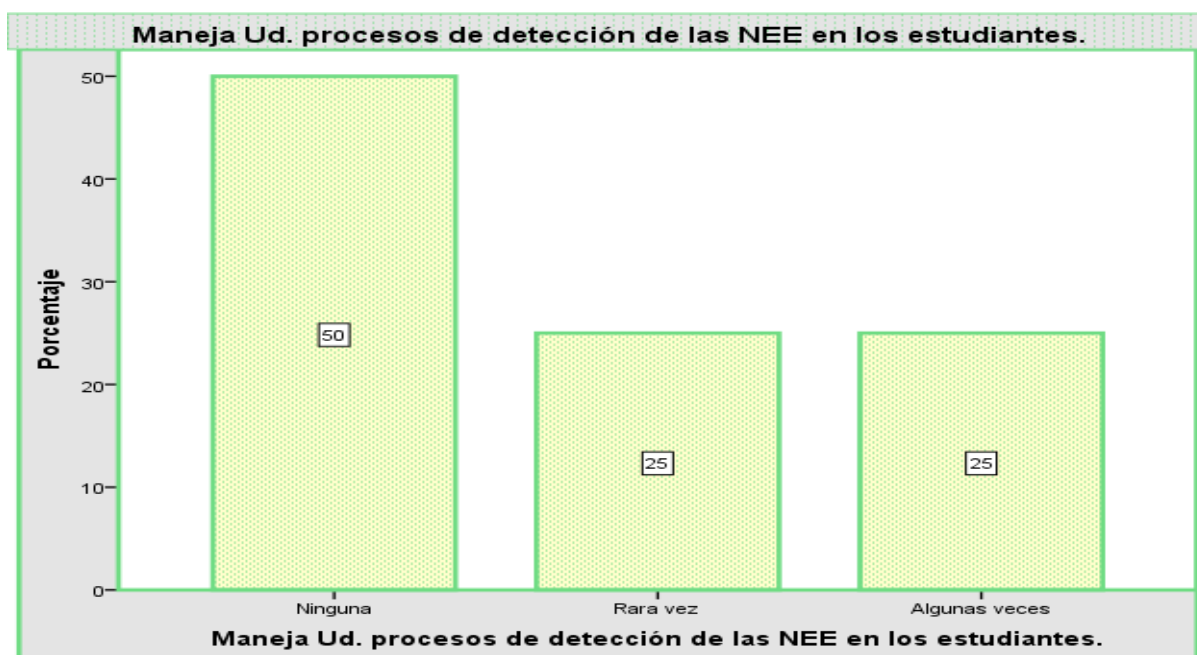 Maneja Ud. procesos de detección de las NEE en los estudiantes.
50
40
30
20
10
0
Porcentaje
50
25
25
Ninguna
Rara vez
Algunas veces
Maneja Ud. procesos de detección de las NEE en los estudiantes.